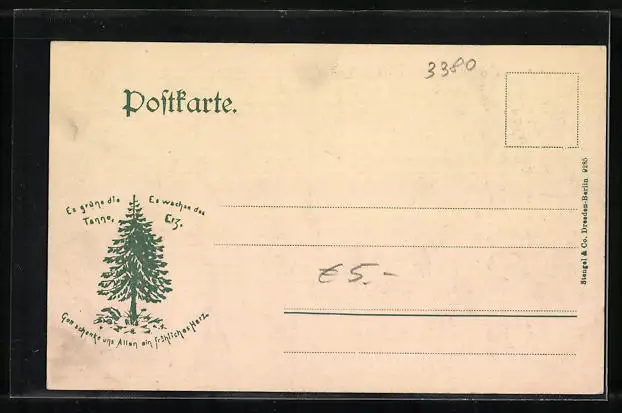 3380
Poſtkarte.
Es grüne die
Tanne,
Es wachse das
Erz.
Gott schenke uns Allen ein fröhliches Herz.
€ 5.-
Stengel & Co. Dresden-Berlin 9285